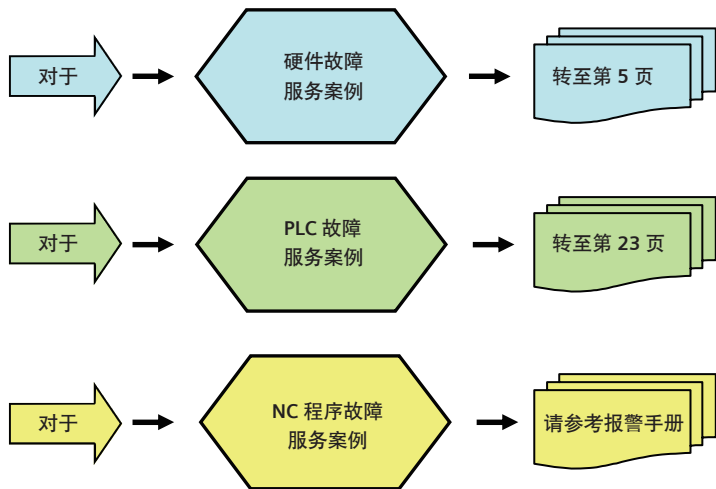 对于
硬件故障
服务案例
转至第 5 页
对于
PLC 故障
服务案例
转至第 23 页
对于
NC 程序故障
服务案例
请参考报警手册